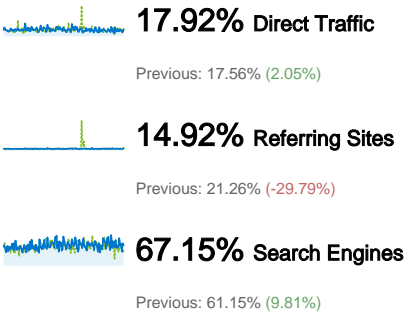 17.92% Direct Traffic
Previous: 17.56% (2.05%)
14.92% Referring Sites
Previous: 21.26% (-29.79%)
67.15% Search Engines
Previous: 61.15% (9.81%)